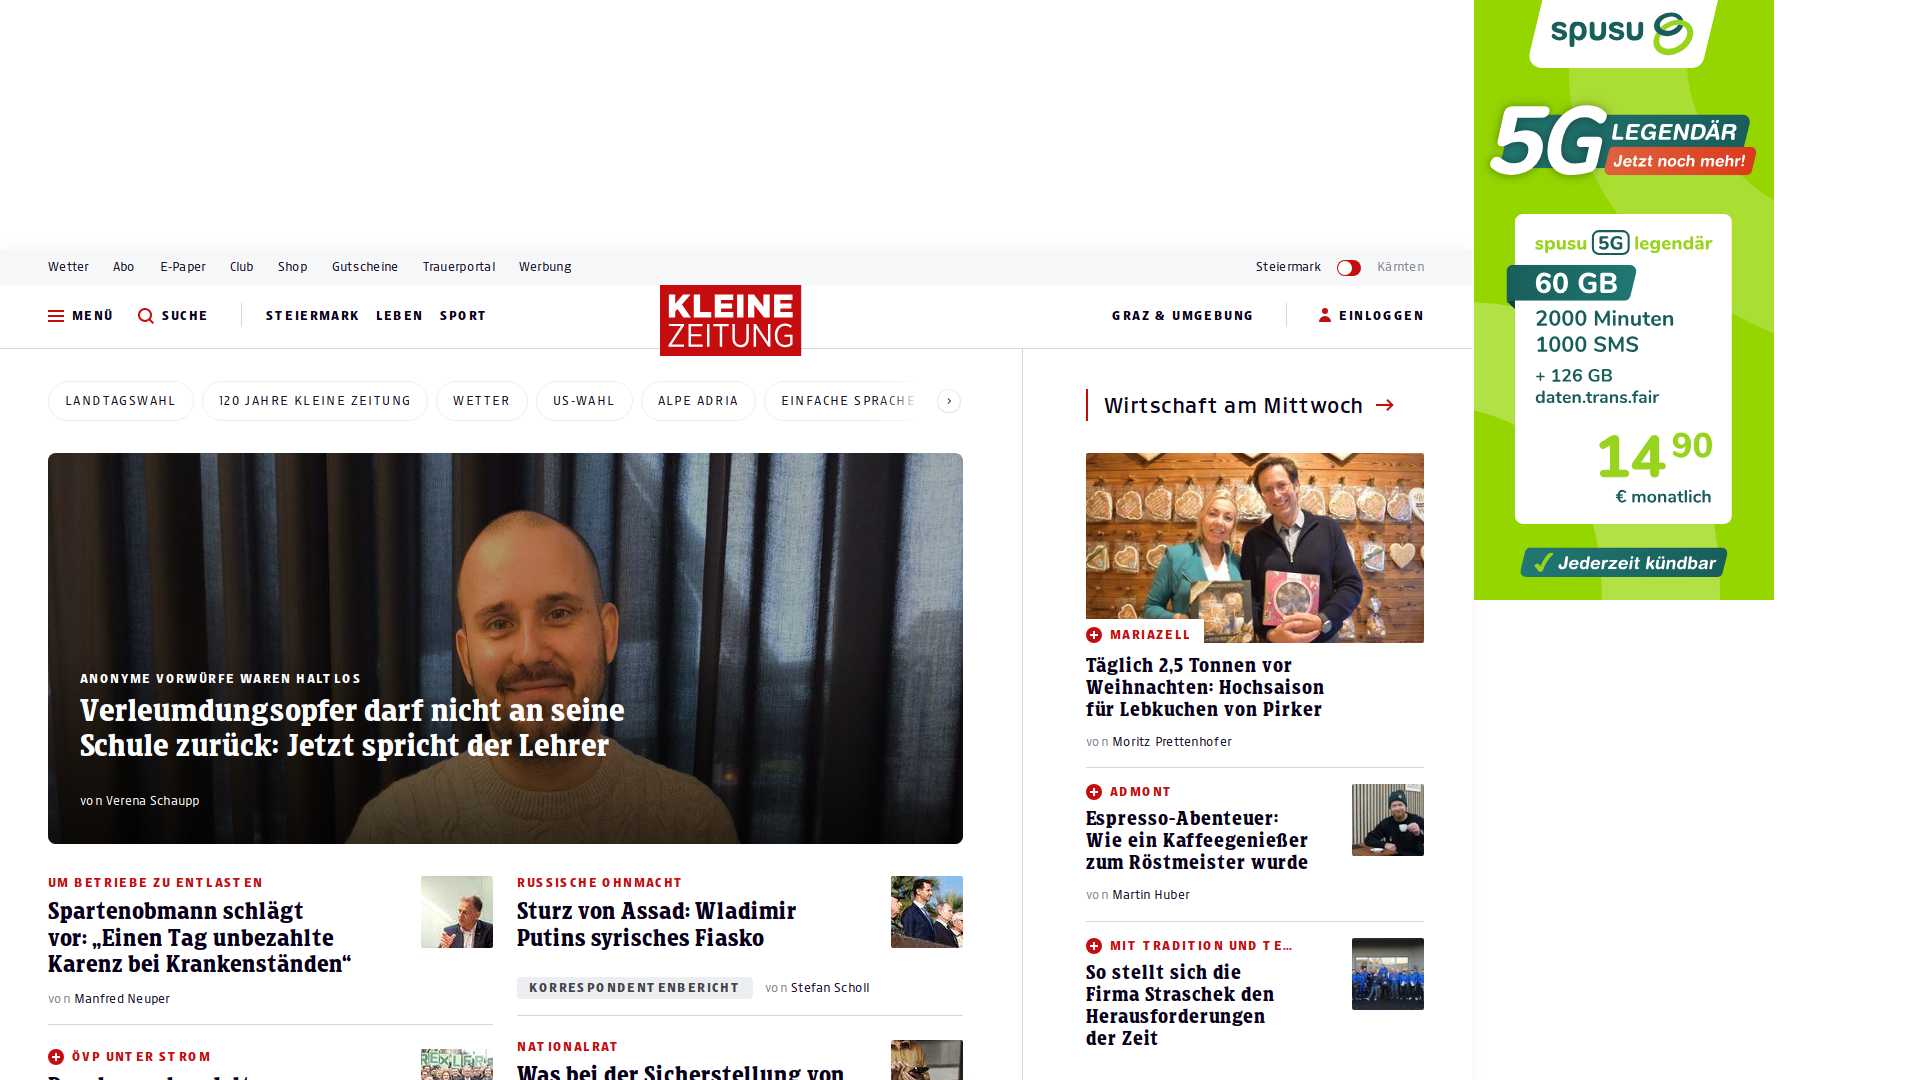 spusu
5G LEGENDÄR
Jetzt noch mehr!
spusu 5G legendär
60 GB
2000 Minuten
1000 SMS
+ 126 GB
daten.trans.fair
14 90
€ monatlich
Jederzeit kündbar
Wetter Abo E-Paper Club Shop Gutscheine Trauerportal Werbung Steiermark Kärnten
MENÜ SUCHE STEIERMARK LEBEN SPORT KLEINE ZEITUNG GRAZ & UMGEBUNG EINLOGGEN
LANDTAGSWAHL 120 JAHRE KLEINE ZEITUNG WETTER US-WAHL ALPE ADRIA EINFACHE SPRACHE
ANONYME VORWÜRFE WAREN HALTLOS
Verleumdungsopfer darf nicht an seine
Schule zurück: Jetzt spricht der Lehrer
von Verena Schaupp
UM BETRIEBE ZU ENTLASTEN
Spartenobmann schlägt
vor: „Einen Tag unbezahlte
Karenz bei Krankenständen“
von Manfred Neuper
ÖVP UNTER STROM
RUSSISCHE OHNMACHT
Sturz von Assad: Wladimir
Putins syrisches Fiasko
KORRESPONDENTENBERICHT von Stefan Scholl
NATIONALRAT
Was bei der Sicherstellung von
Wirtschaft am Mittwoch
MARIAZELL
Täglich 2,5 Tonnen vor
Weihnachten: Hochsaison
für Lebkuchen von Pirker
von Moritz Prettenhofer
ADMONT
Espresso-Abenteuer:
Wie ein Kaffeegenießer
zum Röstmeister wurde
von Martin Huber
MIT TRADITION UND TE…
So stellt sich die
Firma Straschek den
Herausforderungen
der Zeit